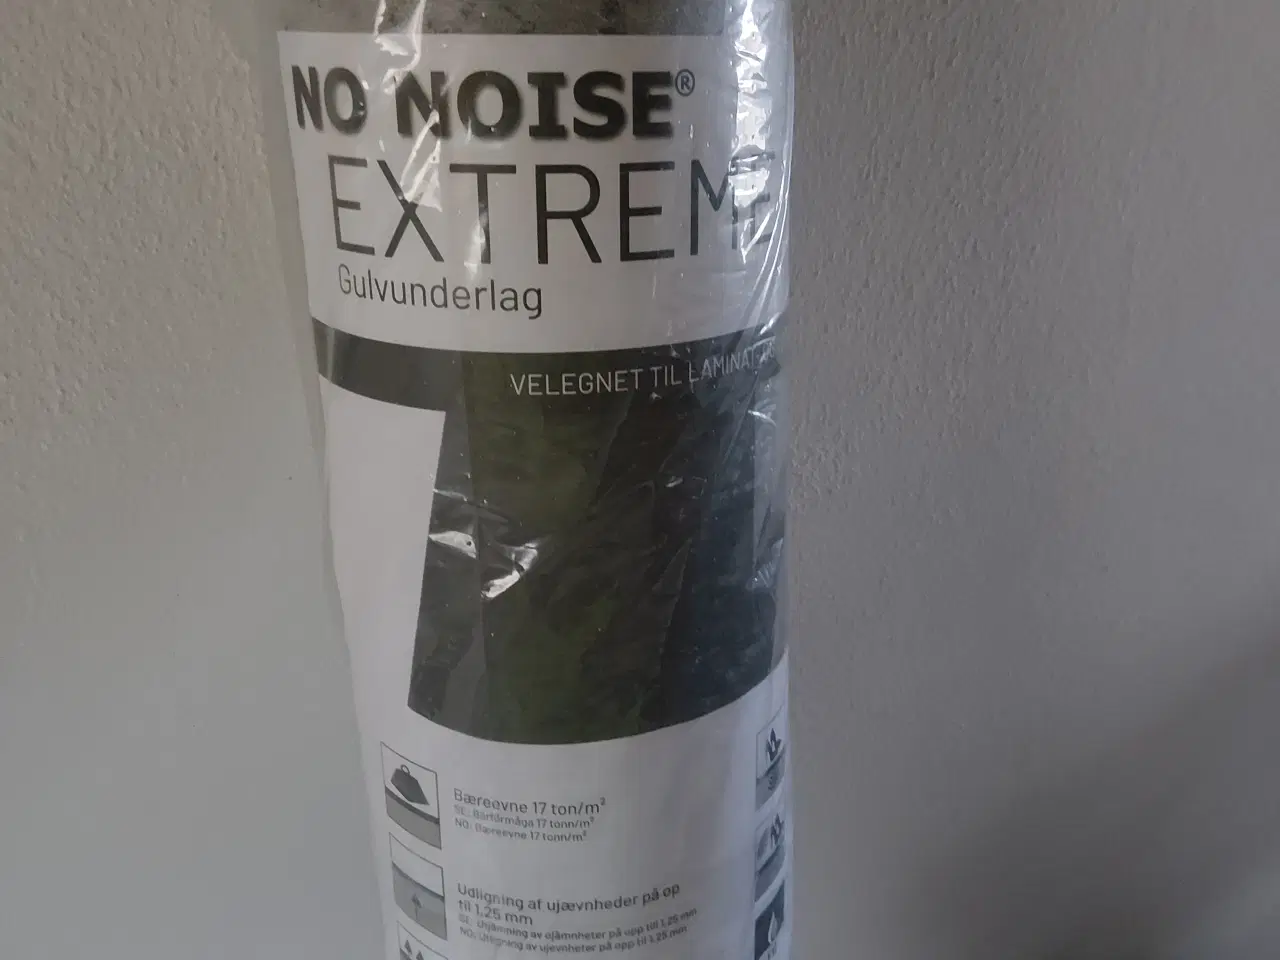 NO NOISE®
EXTREME
Gulvunderlag
VELEGNET TIL LAMINAT
Bæreevne 17 ton/m²
SE: Bärförmåga 17 tonn/m²
NO: Bæreevne 17 tonn/m²
Udligning af ujævnheder på op
til 1,25 mm
SE: Utjämning av ojämnheter på opp till 1,25 mm
NO: Utligning av ujevnheter på opp til 1,25 mm